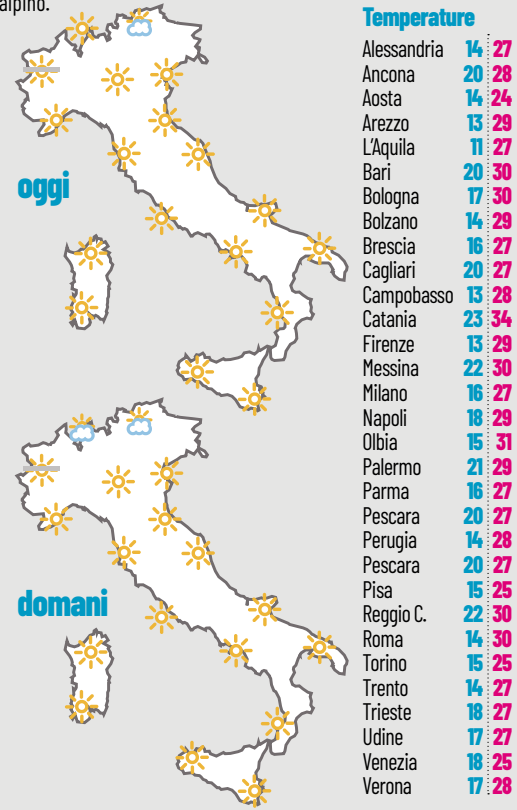 alpino.
oggi
domani
Temperature
Alessandria 14 27
Ancona 20 28
Aosta 14 24
Arezzo 13 29
L'Aquila 11 27
Bari 20 30
Bologna 17 30
Bolzano 14 29
Brescia 16 27
Cagliari 20 27
Campobasso 13 28
Catania 23 34
Firenze 13 29
Messina 22 30
Milano 16 27
Napoli 18 29
Olbia 15 31
Palermo 21 29
Parma 16 27
Pescara 20 27
Perugia 14 28
Pescara 20 27
Pisa 15 25
Reggio C. 22 30
Roma 14 30
Torino 15 25
Trento 14 27
Trieste 18 27
Udine 17 27
Venezia 18 25
Verona 17 28